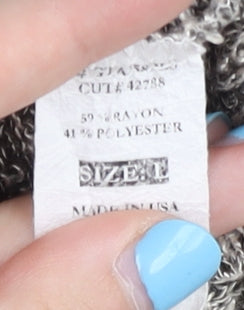 CUT# 42788
59 % RAYON
41 % POLYESTER
SIZE: L
MADE IN USA